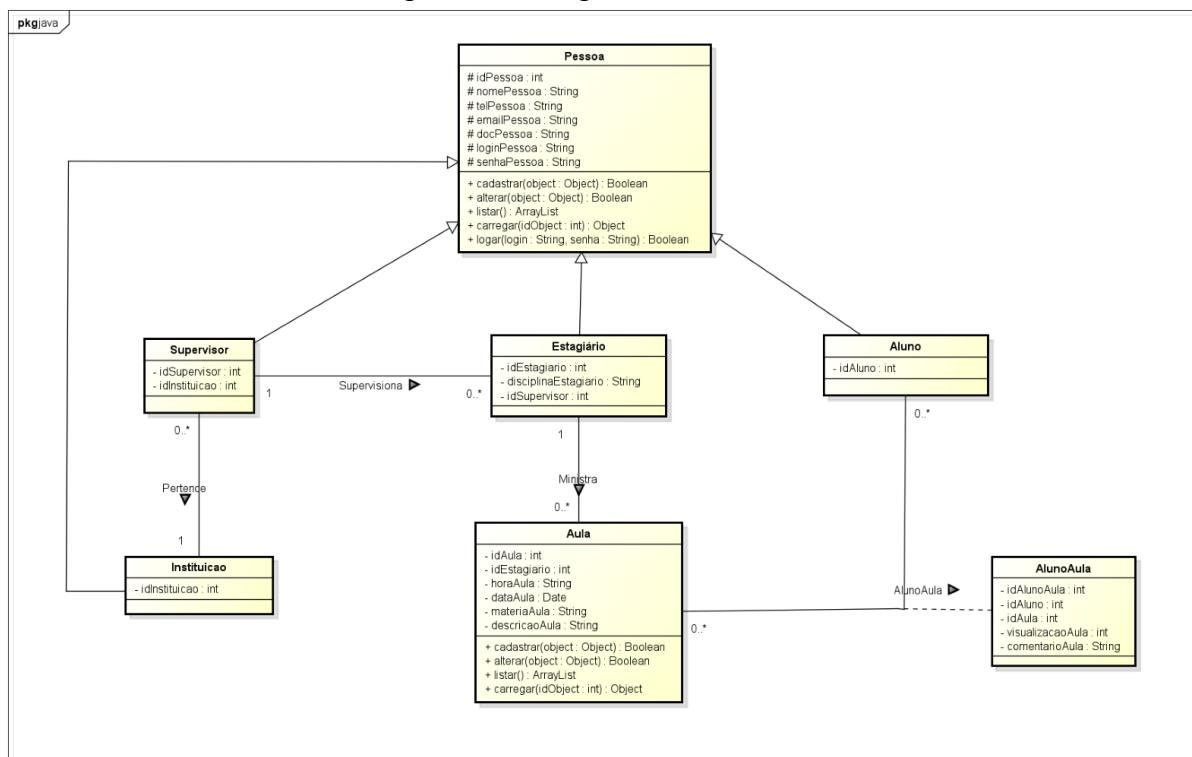 pkg java
Pessoa
# idPessoa : int
# nomePessoa : String
# telPessoa : String
# emailPessoa : String
# docPessoa : String
# loginPessoa : String
# senhaPessoa : String
+ cadastrar(object : Object) : Boolean
+ alterar(object : Object) : Boolean
+ listar() : ArrayList
+ carregar(idObject : int) : Object
+ logar(login : String, senha : String) : Boolean
Supervisor
- idSupervisor : int
- idInstituicao : int
1
Supervisiona
0..*
Estagiário
- idEstagiario : int
- disciplinaEstagiario : String
- idSupervisor : int
Aluno
- idAluno : int
0..*
Pertence
1
1
Ministra
0..*
0..*
Instituicao
- idInstituicao : int
Aula
- idAula : int
- idEstagiario : int
- horaAula : String
- dataAula : Date
- materiaAula : String
- descricaoAula : String
+ cadastrar(object : Object) : Boolean
+ alterar(object : Object) : Boolean
+ listar() : ArrayList
+ carregar(idObject : int) : Object
0..*
AlunoAula
AlunoAula
- idAlunoAula : int
- idAluno : int
- idAula : int
- visualizacaoAula : int
- comentarioAula : String